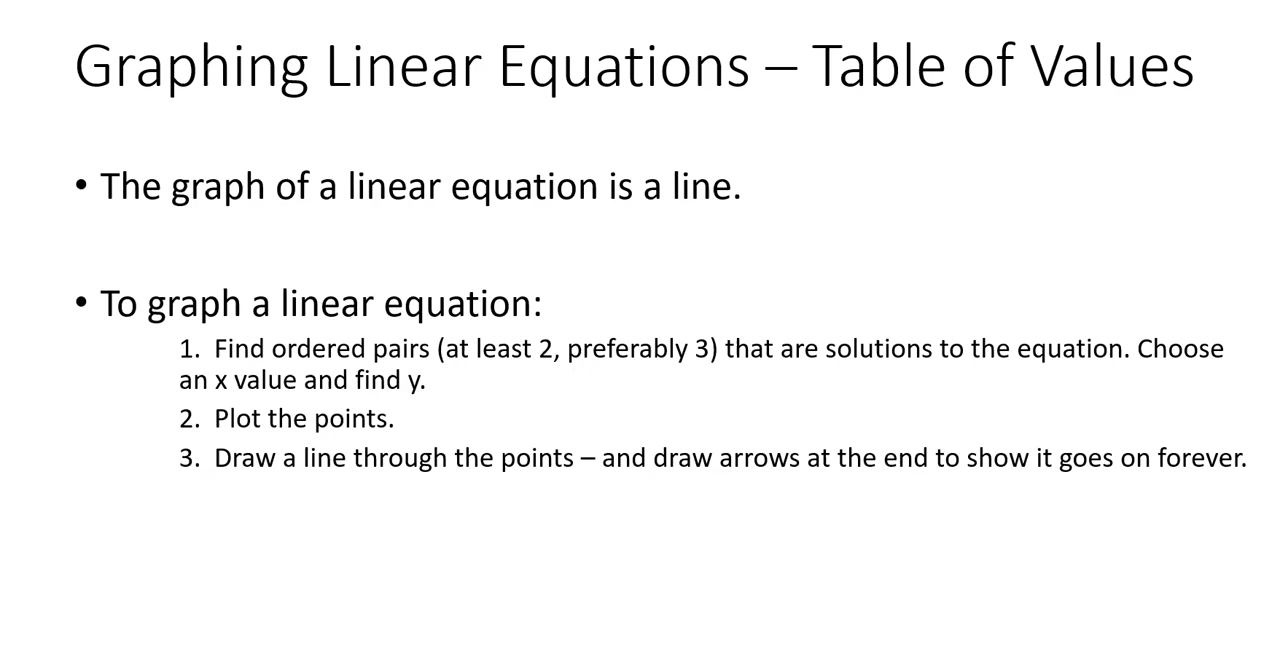 Graphing Linear Equations – Table of Values
• The graph of a linear equation is a line.
• To graph a linear equation:
1. Find ordered pairs (at least 2, preferably 3) that are solutions to the equation. Choose
an x value and find y.
2. Plot the points.
3. Draw a line through the points – and draw arrows at the end to show it goes on forever.